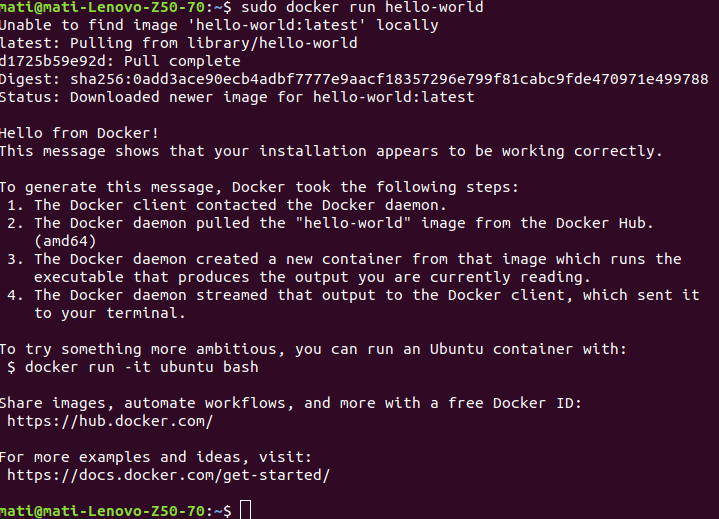 mati@mati-Lenovo-Z50-70:~$ sudo docker run hello-world
Unable to find image 'hello-world:latest' locally
latest: Pulling from library/hello-world
d1725b59e92d: Pull complete
Digest: sha256:0add3ace90ecb4adbf7777e9aacf18357296e799f81cabc9fde470971e499788
Status: Downloaded newer image for hello-world:latest

Hello from Docker!
This message shows that your installation appears to be working correctly.

To generate this message, Docker took the following steps:
 1. The Docker client contacted the Docker daemon.
 2. The Docker daemon pulled the "hello-world" image from the Docker Hub.
    (amd64)
 3. The Docker daemon created a new container from that image which runs the
    executable that produces the output you are currently reading.
 4. The Docker daemon streamed that output to the Docker client, which sent it
    to your terminal.

To try something more ambitious, you can run an Ubuntu container with:
 $ docker run -it ubuntu bash

Share images, automate workflows, and more with a free Docker ID:
 https://hub.docker.com/

For more examples and ideas, visit:
 https://docs.docker.com/get-started/

mati@mati-Lenovo-Z50-70:~$